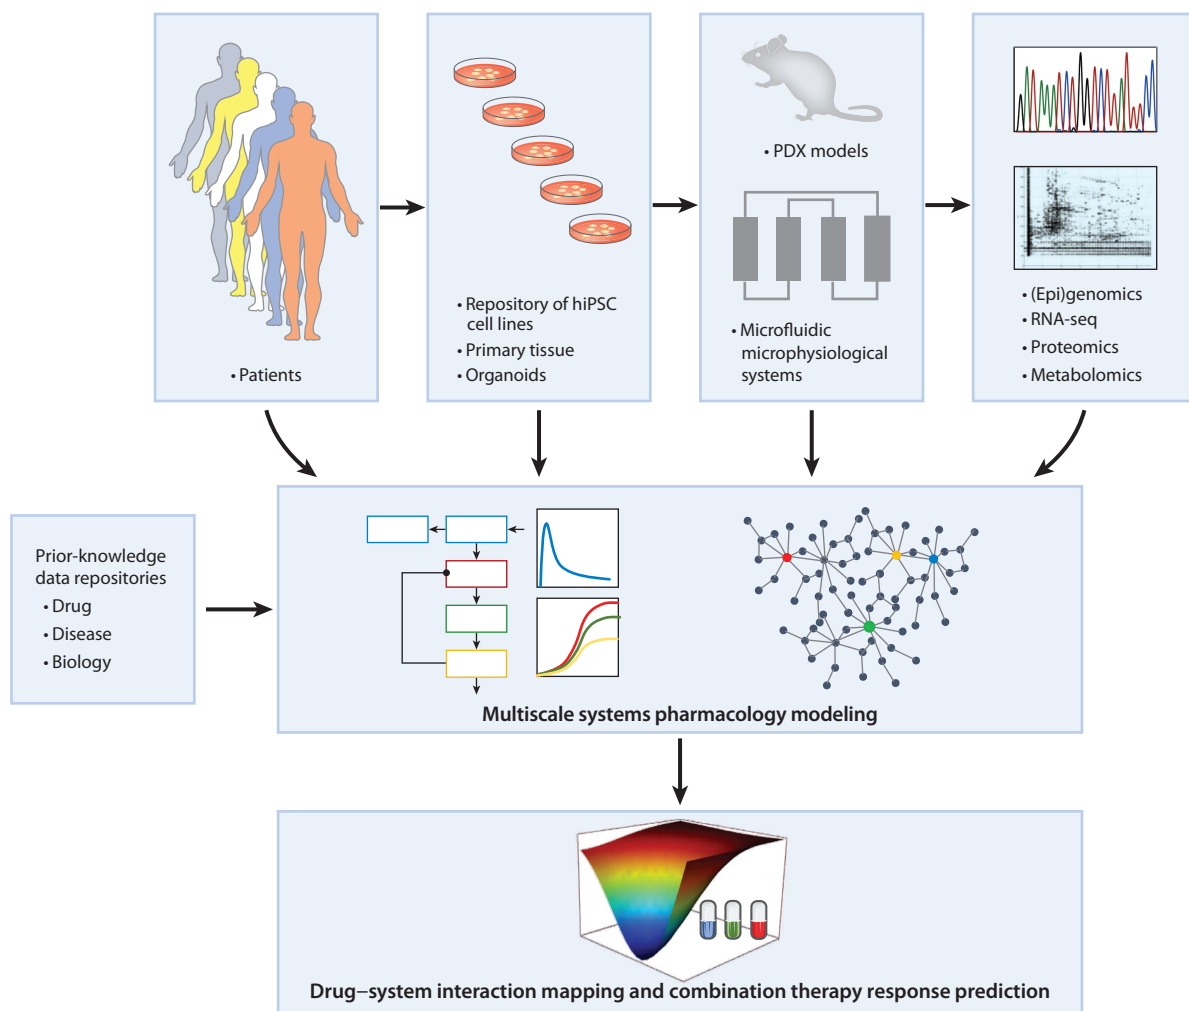 • Patients
• Repository of hiPSC
cell lines
• Primary tissue
• Organoids
• PDX models
• Microfluidic
microphysiological
systems
• (Epi)genomics
• RNA-seq
• Proteomics
• Metabolomics
Prior-knowledge
data repositories
• Drug
• Disease
• Biology
Multiscale systems pharmacology modeling
Drug–system interaction mapping and combination therapy response prediction